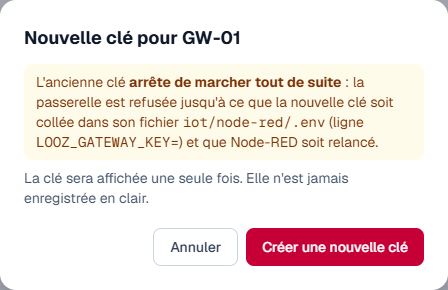 Nouvelle clé pour GW-01
L'ancienne clé arrête de marcher tout de suite : la
passerelle est refusée jusqu'à ce que la nouvelle clé soit
collée dans son fichier iot/node-red/.env (ligne
LOOZ_GATEWAY_KEY=) et que Node-RED soit relancé.
La clé sera affichée une seule fois. Elle n'est jamais
enregistrée en clair.
Annuler
Créer une nouvelle clé